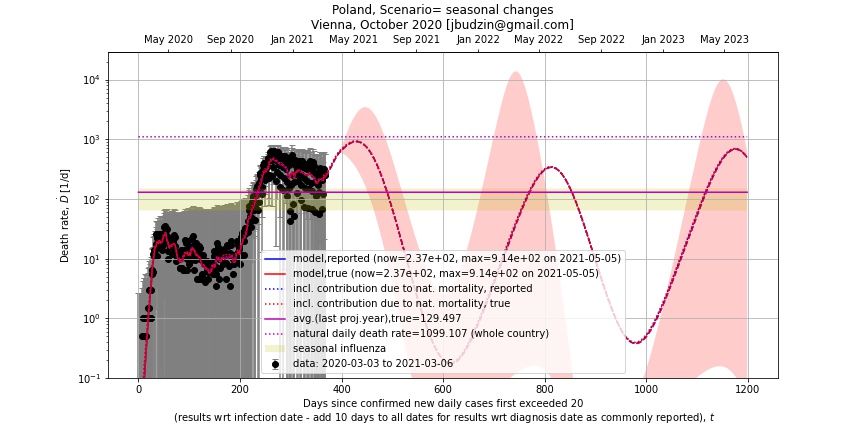 Poland, Scenario= seasonal changes
Vienna, October 2020 [jbudzin@gmail.com]
May 2020 Sep 2020 Jan 2021 May 2021 Sep 2021 Jan 2022 May 2022 Sep 2022 Jan 2023 May 2023
10⁴
10³
10²
10¹
10⁰
10⁻¹
Death rate, D [1/d]
model,reported (now=2.37e+02, max=9.14e+02 on 2021-05-05)
model,true (now=2.37e+02, max=9.14e+02 on 2021-05-05)
incl. contribution due to nat. mortality, reported
incl. contribution due to nat. mortality, true
avg.(last proj.year),true=129.497
natural daily death rate=1099.107 (whole country)
seasonal influenza
data: 2020-03-03 to 2021-03-06
0 200 400 600 800 1000 1200
Days since confirmed new daily cases first exceeded 20
(results wrt infection date - add 10 days to all dates for results wrt diagnosis date as commonly reported), t